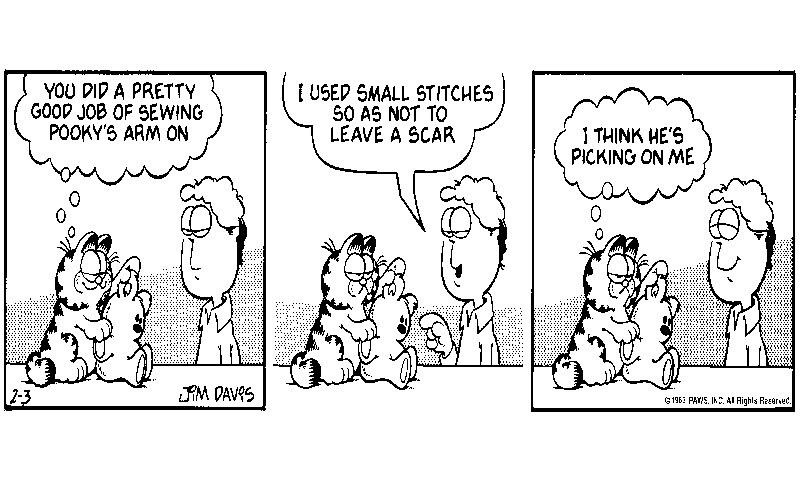 YOU DID A PRETTY
GOOD JOB OF SEWING
POOKY'S ARM ON
2-3
JIM DAVIS
I USED SMALL STITCHES
SO AS NOT TO
LEAVE A SCAR
I THINK HE'S
PICKING ON ME
PAWS, INC. All Rights Reserved.